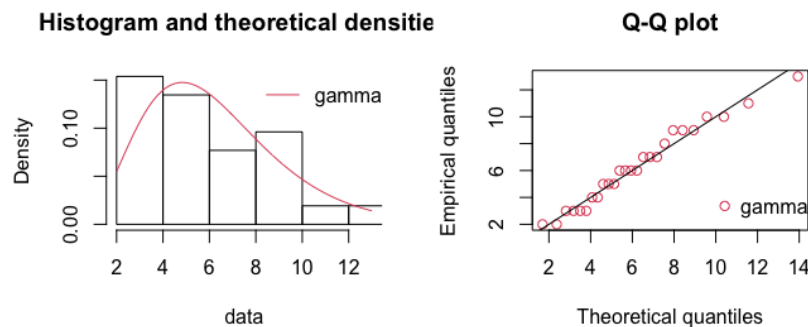 Histogram and theoretical densitie
Density
0.00
0.10
gamma
2 4 6 8 10 12
data
Q-Q plot
Empirical quantiles
2
6
10
gamma
2 4 6 8 10 12 14
Theoretical quantiles